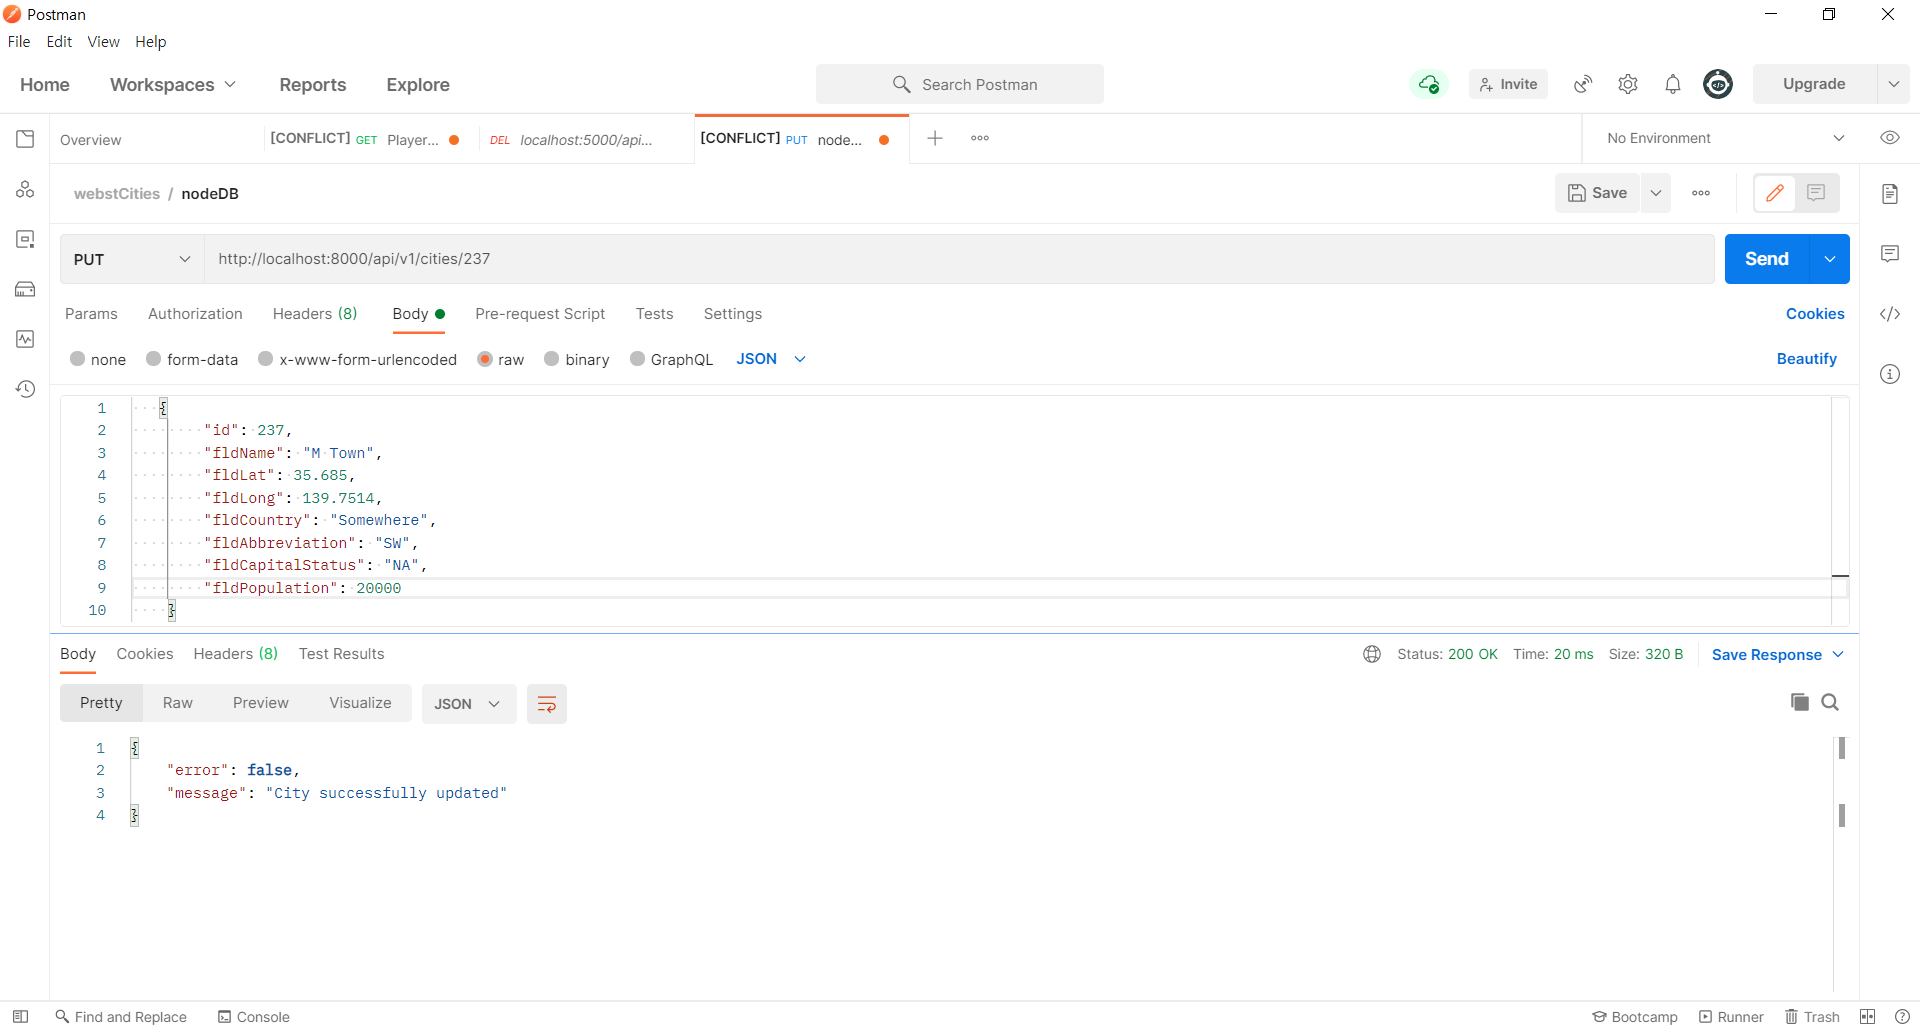 Postman
File Edit View Help
Home Workspaces Reports Explore Search Postman Invite Upgrade
Overview [CONFLICT] GET Player... DEL localhost:5000/api... [CONFLICT] PUT node... No Environment
webstCities / nodeDB Save
PUT http://localhost:8000/api/v1/cities/237 Send
Params Authorization Headers (8) Body Pre-request Script Tests Settings Cookies
none form-data x-www-form-urlencoded raw binary GraphQL JSON Beautify
1 {
2 "id": 237,
3 "fldName": "M Town",
4 "fldLat": 35.685,
5 "fldLong": 139.7514,
6 "fldCountry": "Somewhere",
7 "fldAbbreviation": "SW",
8 "fldCapitalStatus": "NA",
9 "fldPopulation": 20000
10 }
Body Cookies Headers (8) Test Results Status: 200 OK Time: 20 ms Size: 320 B Save Response
Pretty Raw Preview Visualize JSON
1 {
2 "error": false,
3 "message": "City successfully updated"
4 }
Find and Replace Console Bootcamp Runner Trash